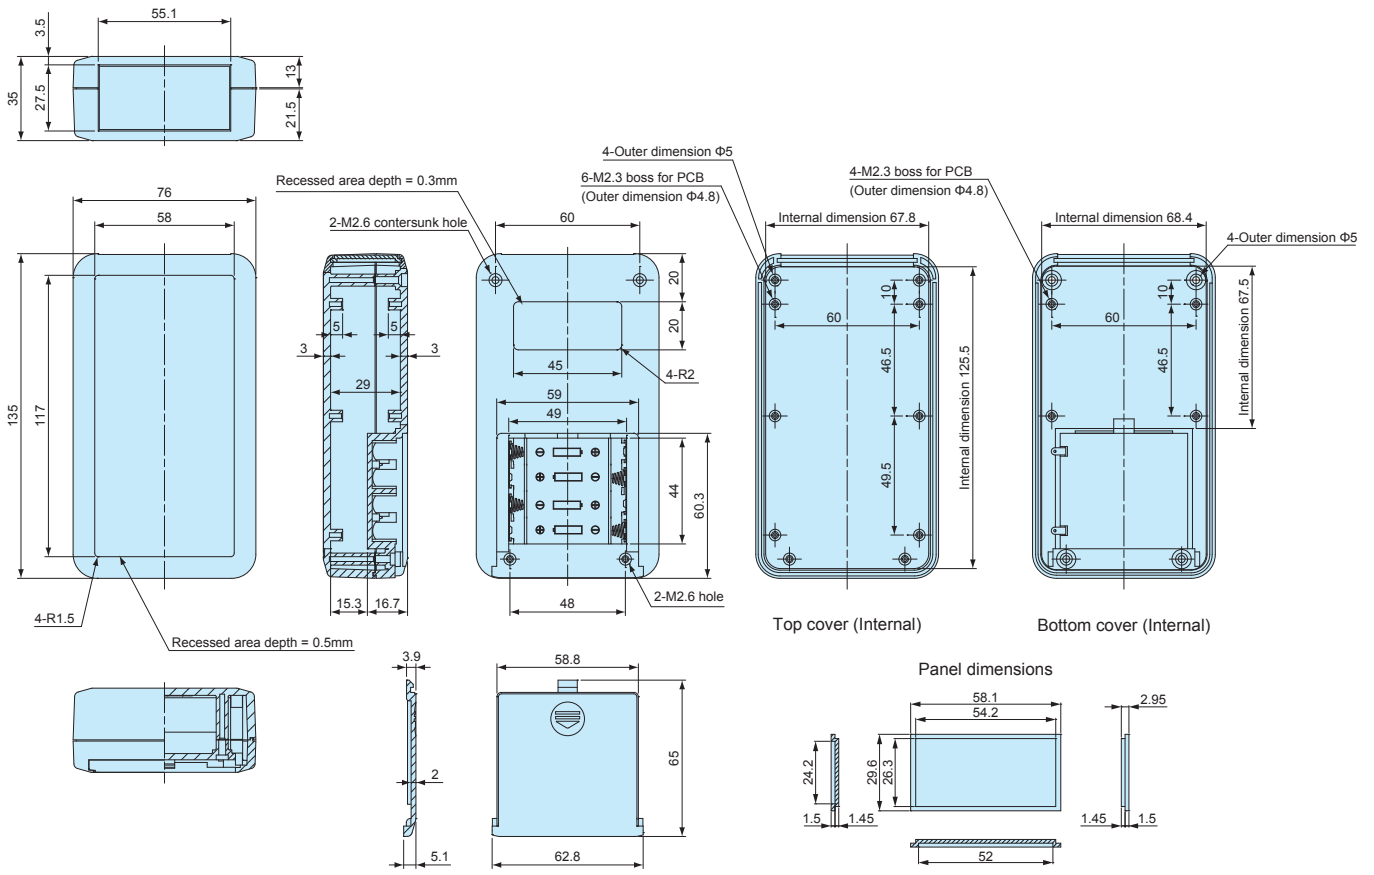 55.1
3.5
35
27.5
13
21.5
76
58
135
117
4-R1.5
Recessed area depth = 0.5mm
5
5
3
3
29
15.3
16.7
Recessed area depth = 0.3mm
2-M2.6 contersunk hole
60
20
20
45
4-R2
59
49
44
60.3
48
2-M2.6 hole
4-Outer dimension Φ5
6-M2.3 boss for PCB
(Outer dimension Φ4.8)
Internal dimension 67.8
10
60
46.5
49.5
Internal dimension 125.5
Top cover (Internal)
4-M2.3 boss for PCB
(Outer dimension Φ4.8)
Internal dimension 68.4
4-Outer dimension Φ5
10
60
46.5
Internal dimension 67.5
Bottom cover (Internal)
3.9
2
5.1
58.8
65
62.8
Panel dimensions
58.1
54.2
2.95
24.2
29.6
26.3
1.5
1.45
1.45
1.5
52